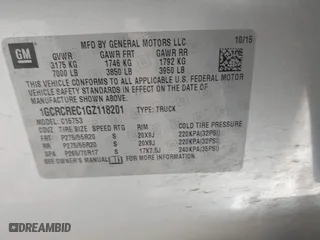 GM
MFD BY GENERAL MOTORS LLC 10/15
GVWR GAWR FRT GAWR RR
3175 KG 1746 KG 1792 KG
7000 LB 3850 LB 3950 LB
THIS VEHICLE CONFORMS TO ALL APPLICABLE U.S. FEDERAL MOTOR
VEHICLE SAFETY STANDARDS IN EFFECT ON THE DATE OF
MANUFACTURE SHOWN ABOVE.
1GCRCREC1GZ118201 TYPE: TRUCK
MODEL: C15753
TIRE SIZE SPEED RTG RIM COLD TIRE PRESSURE
FRT P275/55R20 S 20X9J 220KPA(32PSI)
RR P275/55R20 S 20X9J 220KPA(32PSI)
SPA P265/70R17 S 17X7.0J 240KPA(35PSI)
SEE OWNERS MANUAL FOR MORE INFORMATION
© AutoBidMaster